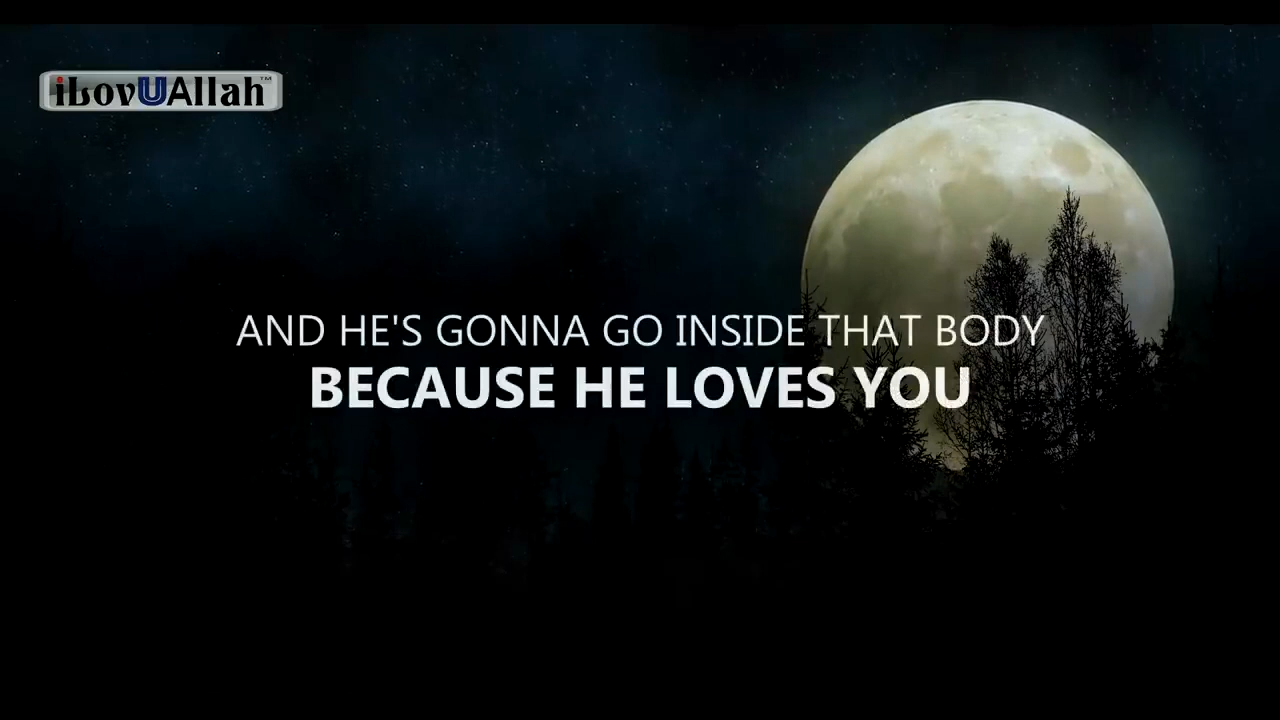 iLovUAllah™
AND HE'S GONNA GO INSIDE THAT BODY
BECAUSE HE LOVES YOU